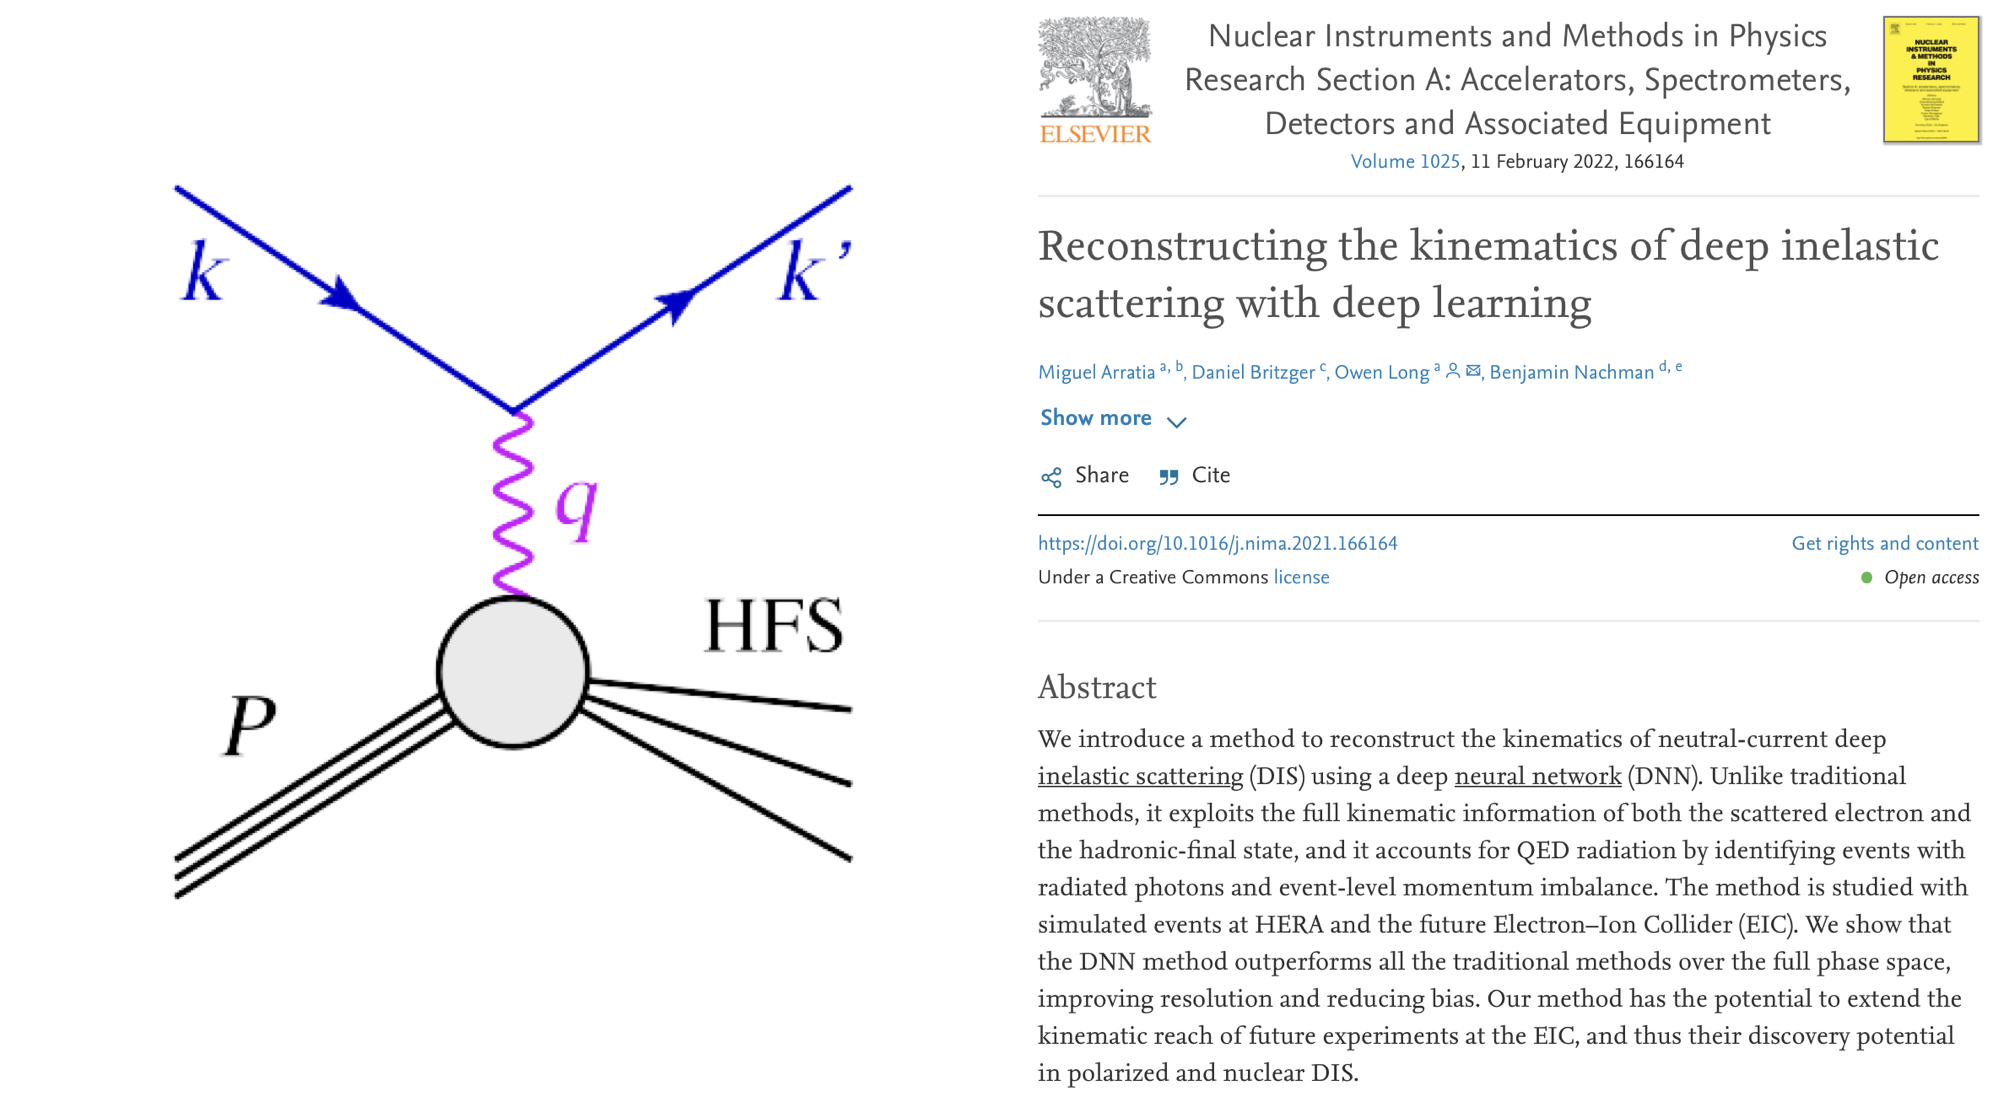 k
k’
q
HFS
P
ELSEVIER
Nuclear Instruments and Methods in Physics
Research Section A: Accelerators, Spectrometers,
Detectors and Associated Equipment
Volume 1025, 11 February 2022, 166164
NUCLEAR
INSTRUMENTS
& METHODS
IN
PHYSICS
RESEARCH
Reconstructing the kinematics of deep inelastic
scattering with deep learning
Miguel Arratia a, b, Daniel Britzger c, Owen Long a, Benjamin Nachman d, e
Show more
Share Cite
https://doi.org/10.1016/j.nima.2021.166164 Get rights and content
Under a Creative Commons license Open access
Abstract
We introduce a method to reconstruct the kinematics of neutral-current deep
inelastic scattering (DIS) using a deep neural network (DNN). Unlike traditional
methods, it exploits the full kinematic information of both the scattered electron and
the hadronic-final state, and it accounts for QED radiation by identifying events with
radiated photons and event-level momentum imbalance. The method is studied with
simulated events at HERA and the future Electron–Ion Collider (EIC). We show that
the DNN method outperforms all the traditional methods over the full phase space,
improving resolution and reducing bias. Our method has the potential to extend the
kinematic reach of future experiments at the EIC, and thus their discovery potential
in polarized and nuclear DIS.